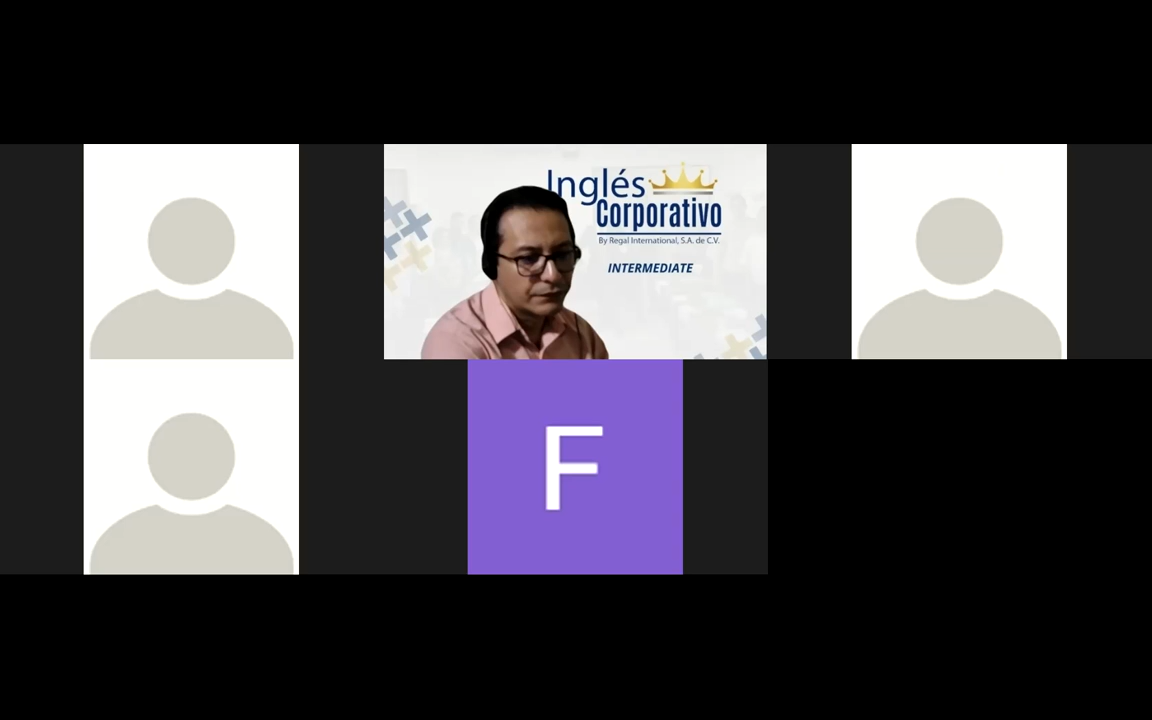 Inglés
Corporativo
By Regal International, S.A. de C.V.
INTERMEDIATE
F